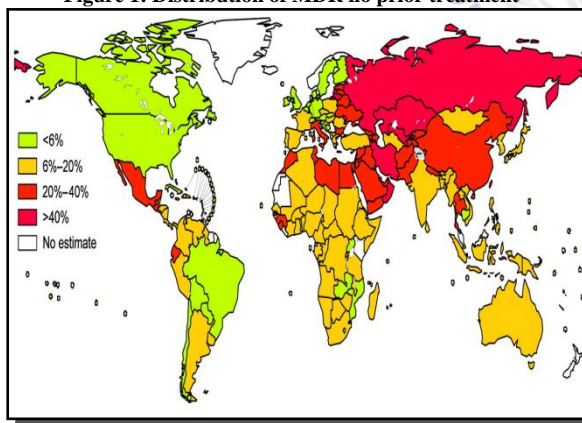 Figure 1: Distribution of MDR no prior treatment
<6%
6%–20%
20%–40%
>40%
No estimate